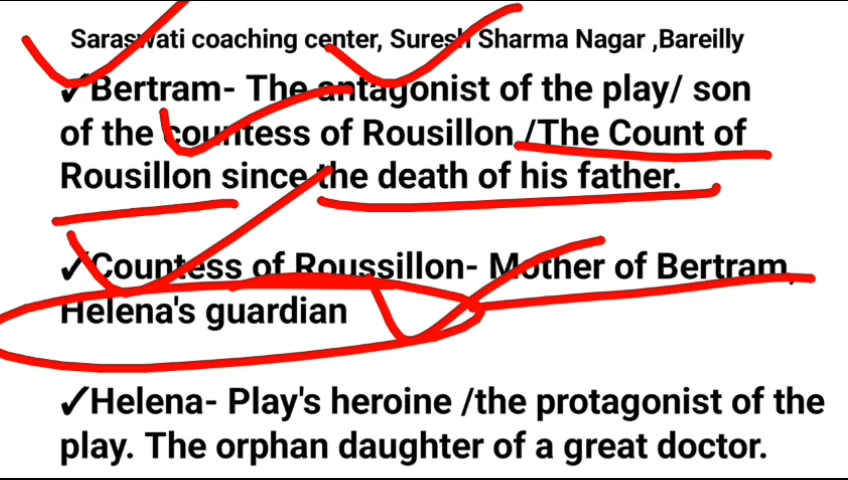 Saraswati coaching center, Suresh Sharma Nagar ,Bareilly
✓Bertram- The antagonist of the play/ son
of the countess of Rousillon /The Count of
Rousillon since the death of his father.
✓Countess of Roussillon- Mother of Bertram,
Helena's guardian
✓Helena- Play's heroine /the protagonist of the
play. The orphan daughter of a great doctor.